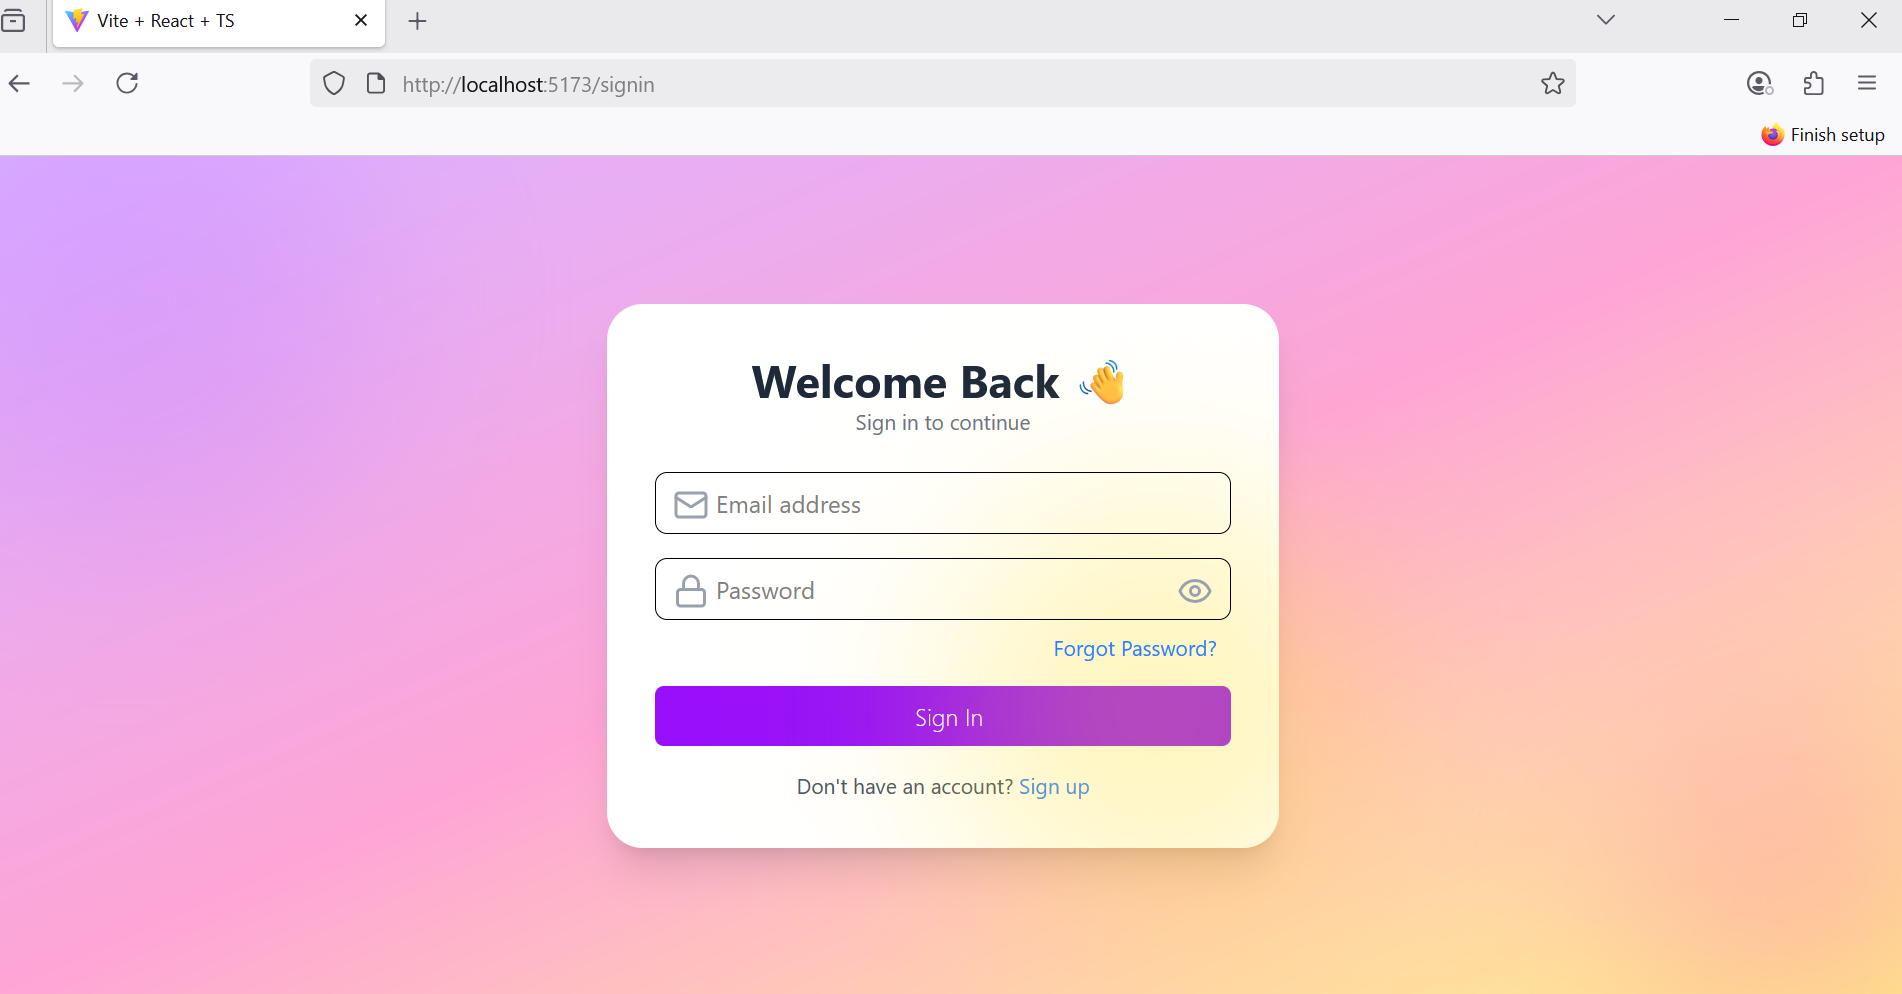 Vite + React + TS
http://localhost:5173/signin
Finish setup
Welcome Back 👋
Sign in to continue
Email address
Password
Forgot Password?
Sign In
Don't have an account? Sign up